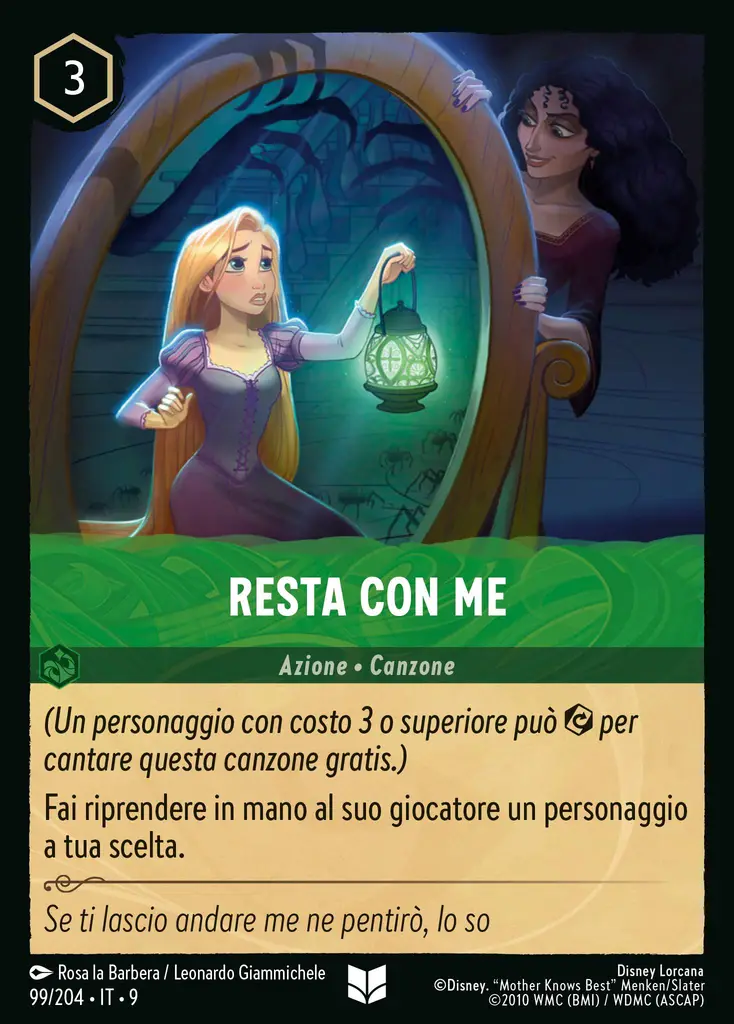 3
RESTA CON ME
Azione • Canzone
(Un personaggio con costo 3 o superiore può per
cantare questa canzone gratis.)
Fai riprendere in mano al suo giocatore un personaggio
a tua scelta.
Se ti lascio andare me ne pentirò, lo so
Rosa la Barbera / Leonardo Giammichele
99/204 • IT • 9
Disney Lorcana
©Disney. “Mother Knows Best” Menken/Slater
©2010 WMC (BMI) / WDMC (ASCAP)